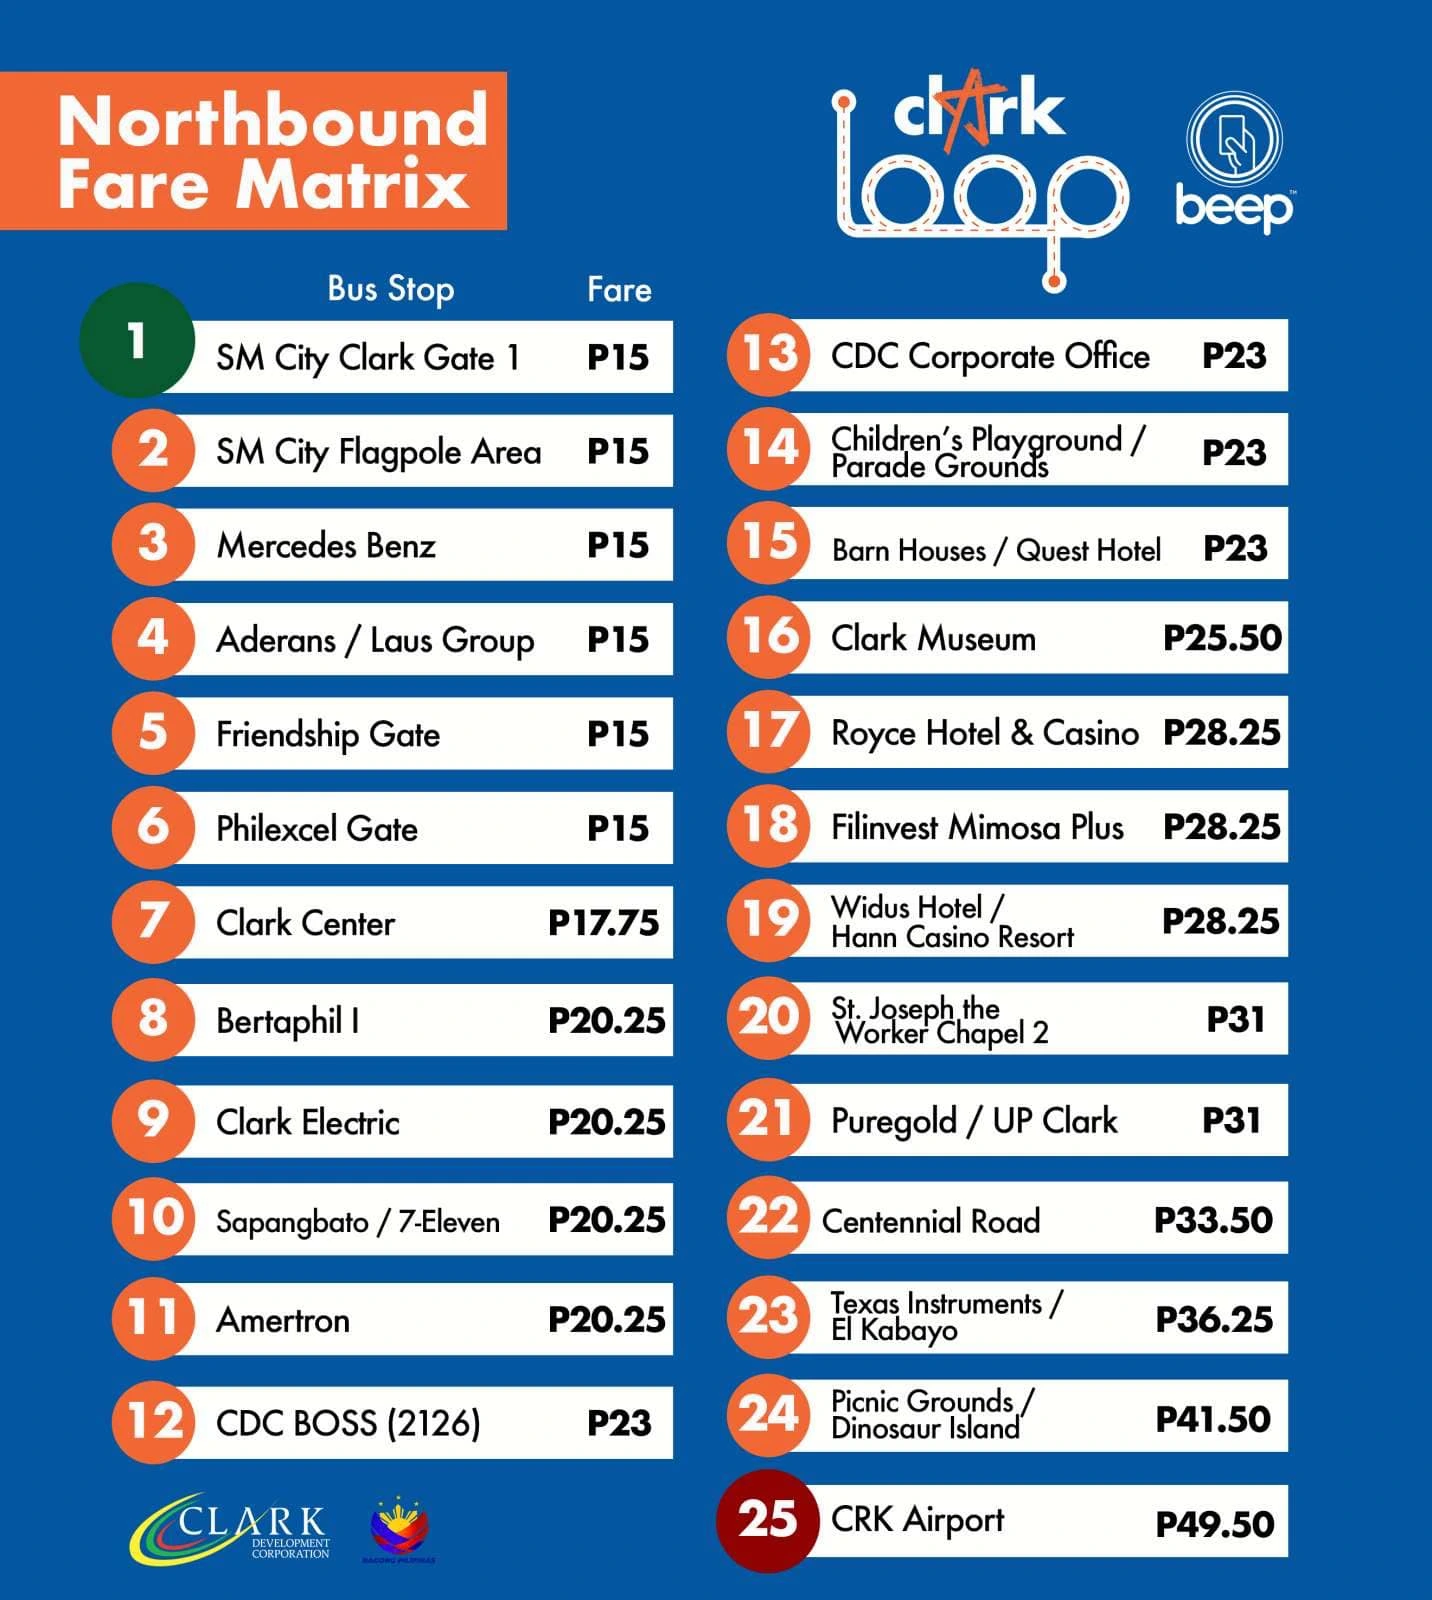 Northbound
Fare Matrix
clark
loop
beep™
Bus Stop Fare
1 SM City Clark Gate 1 P15
2 SM City Flagpole Area P15
3 Mercedes Benz P15
4 Aderans / Laus Group P15
5 Friendship Gate P15
6 Philexcel Gate P15
7 Clark Center P17.75
8 Bertaphil I P20.25
9 Clark Electric P20.25
10 Sapangbato / 7-Eleven P20.25
11 Amertron P20.25
12 CDC BOSS (2126) P23
13 CDC Corporate Office P23
14 Children's Playground /
Parade Grounds P23
15 Barn Houses / Quest Hotel P23
16 Clark Museum P25.50
17 Royce Hotel & Casino P28.25
18 Filinvest Mimosa Plus P28.25
19 Widus Hotel /
Hann Casino Resort P28.25
20 St. Joseph the
Worker Chapel 2 P31
21 Puregold / UP Clark P31
22 Centennial Road P33.50
23 Texas Instruments /
El Kabayo P36.25
24 Picnic Grounds /
Dinosaur Island P41.50
25 CRK Airport P49.50
CLARK
DEVELOPMENT
CORPORATION
BAGONG PILIPINAS